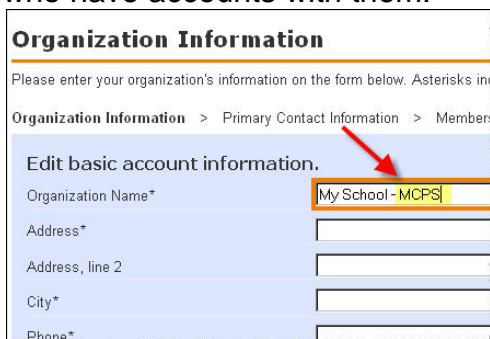 who have accounts with them.
Organization Information
Please enter your organization's information on the form below. Asterisks
Organization Information > Primary Contact Information > Members
Edit basic account information.
Organization Name* My School - MCPS
Address*
Address, line 2
City*
Phone*